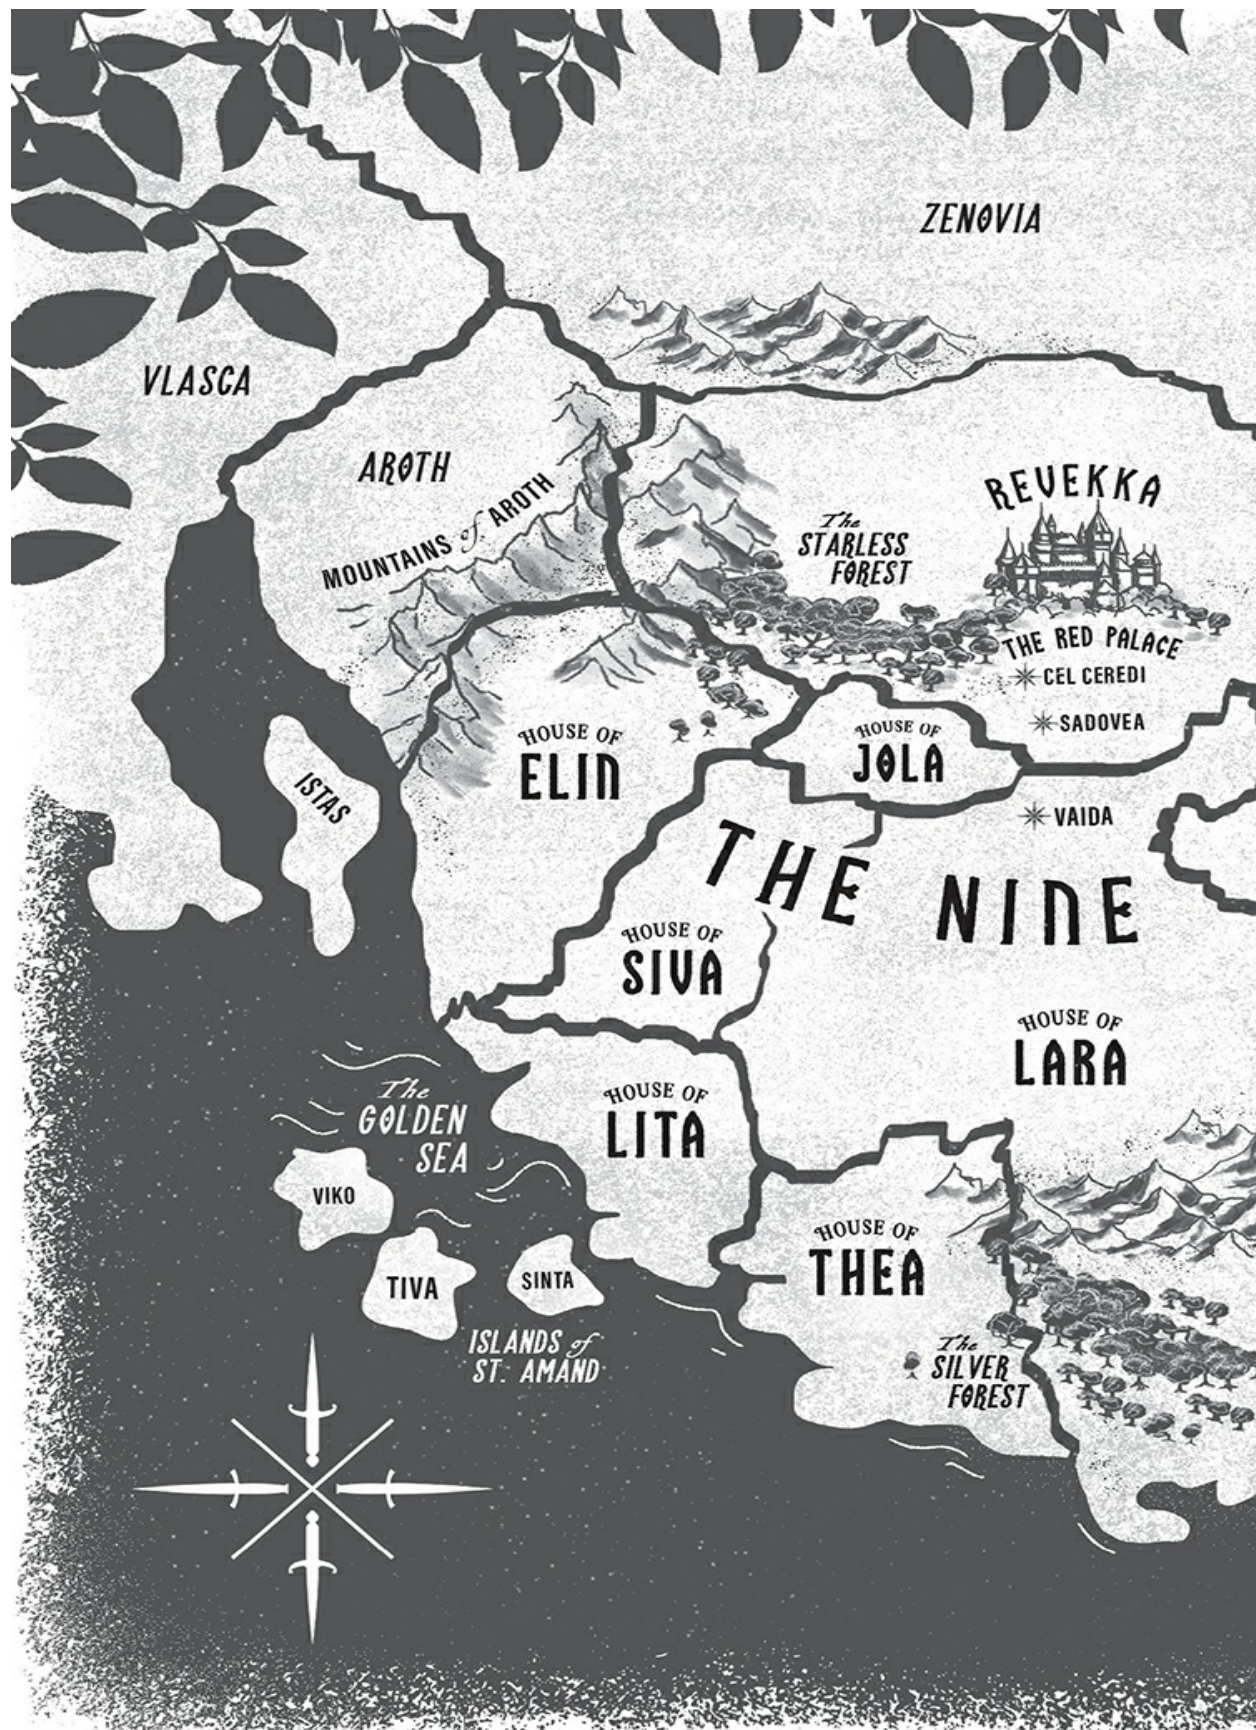 ZENOVIA
VLASCA
AROTH
MOUNTAINS of AROTH
REVEKKA
The
STARLESS
FOREST
THE RED PALACE
CEL CEREDI
SADOVEA
HOUSE OF
ELIN
HOUSE OF
JOLA
ISTAS
VAIDA
THE NINE
HOUSE OF
SIVA
HOUSE OF
LARA
The
GOLDEN
SEA
HOUSE OF
LITA
VIKO
TIVA
SINTA
HOUSE OF
THEA
ISLANDS of
ST. AMAND
The
SILVER
FOREST